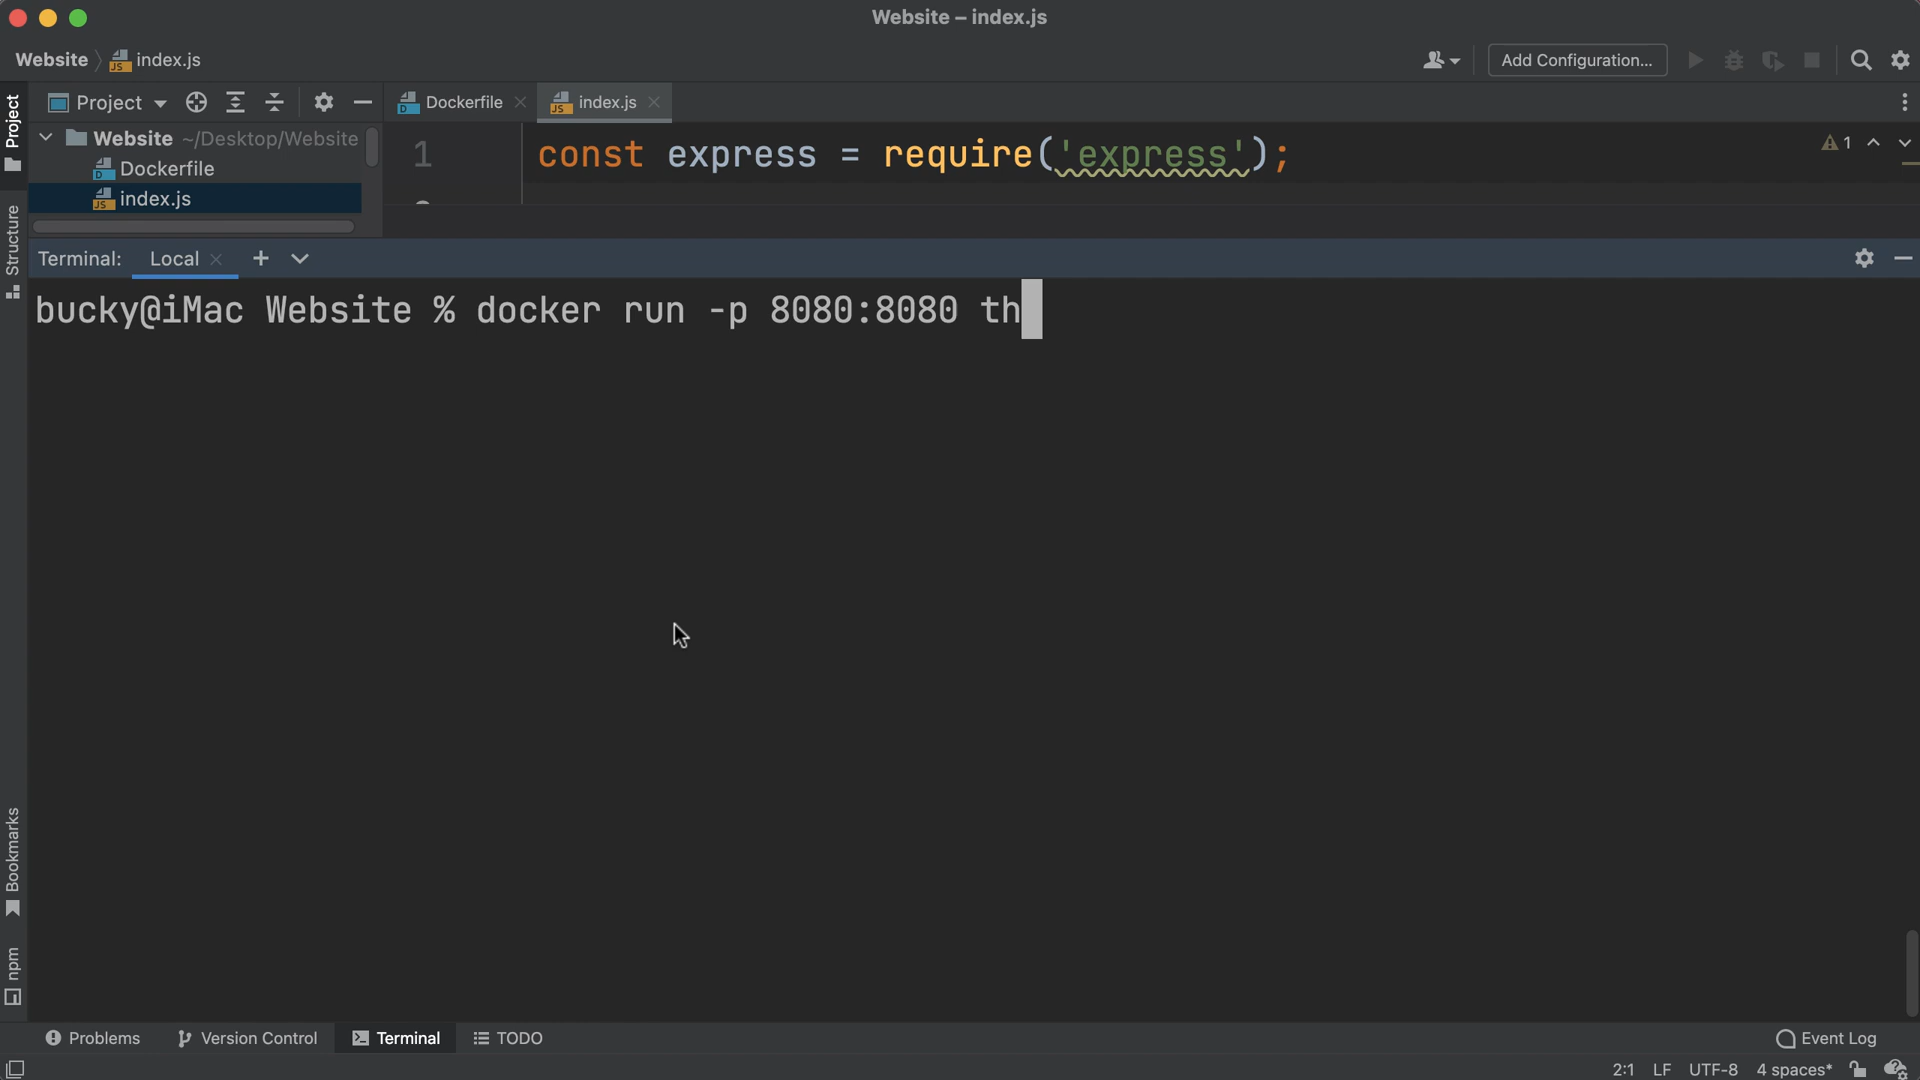 Website – index.js
Website index.js
Add Configuration...
Project
Project
Dockerfile
index.js
Website ~/Desktop/Website
Dockerfile
index.js
1
const express = require('express');
1
Structure
Terminal: Local
bucky@iMac Website % docker run -p 8080:8080 th
Bookmarks
npm
Problems
Version Control
Terminal
TODO
Event Log
2:1 LF UTF-8 4 spaces*